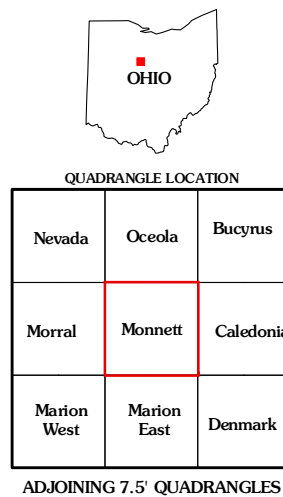 OHIO
QUADRANGLE LOCATION
Nevada
Oceola
Bucyrus
Morral
Monnett
Caledonia
Marion
West
Marion
East
Denmark
ADJOINING 7.5' QUADRANGLES